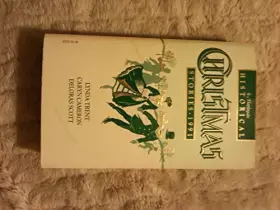 HISTORICAL
CHRISTMAS
STORIES•1991
LYNDA TRENT
CARYN CAMERON
DELORAS SCOTT